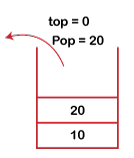 top = 0
Pop = 20
20
10